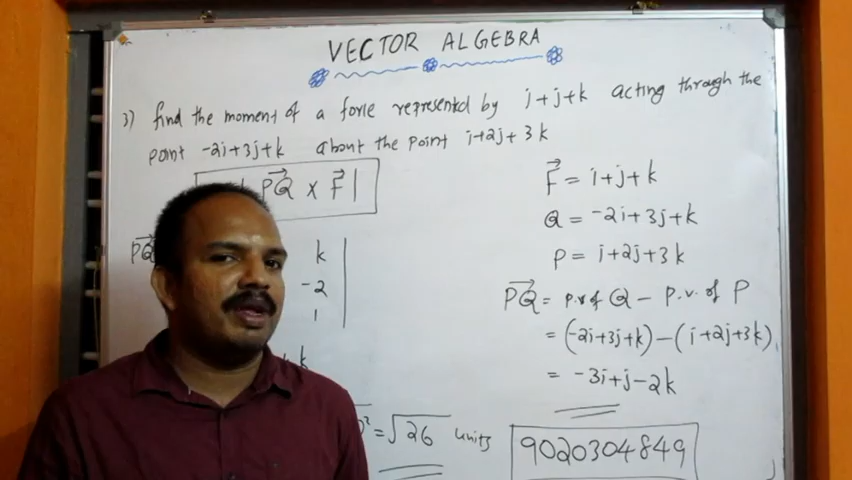 VECTOR ALGEBRA
3) find the moment of a force represented by i+j+k acting through the
point -2i+3j+k about the point i+2j+3k
PQ × F |
PQ
k
-2
1
k
² = √26 units
F = i+j+k
Q = -2i+3j+k
P = i+2j+3k
PQ = p.v of Q - p.v. of P
= (-2i+3j+k) - (i+2j+3k)
= -3i+j-2k
9020304849